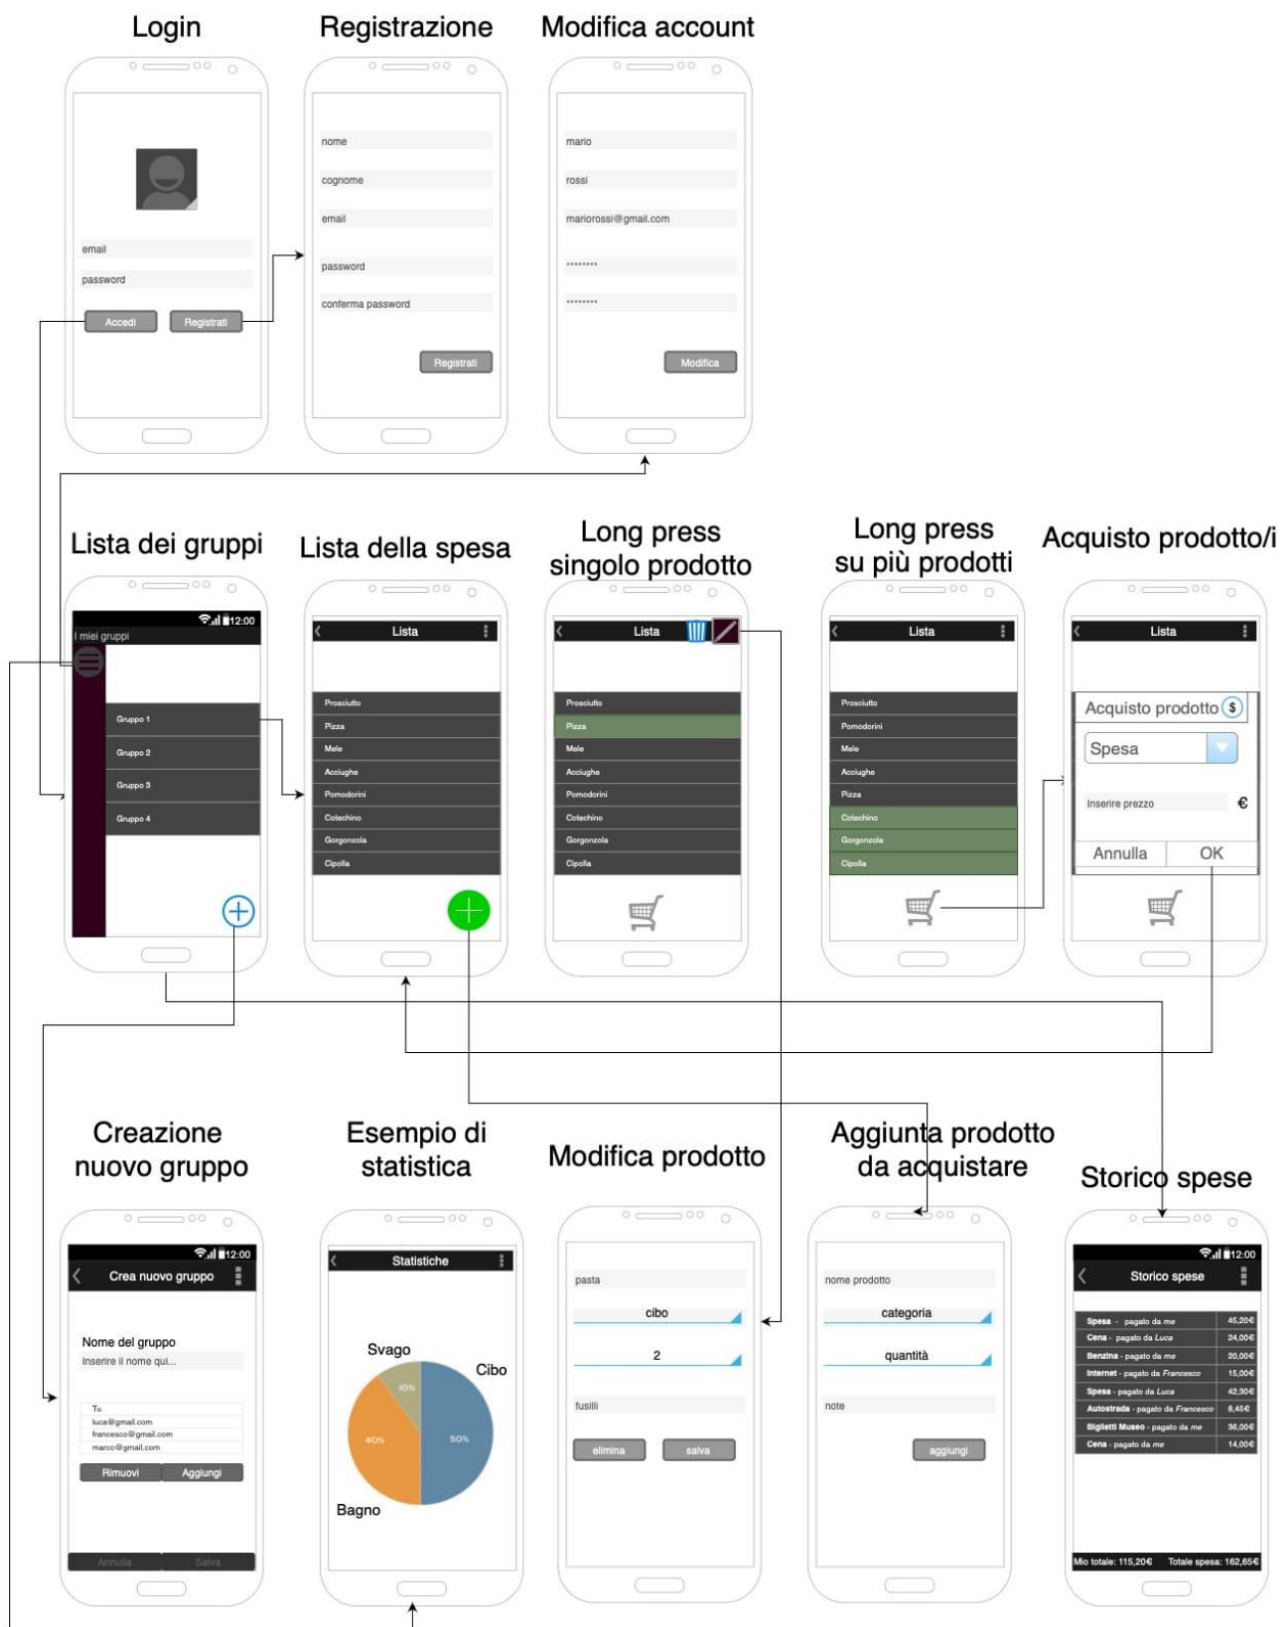 Login
Registrazione
Modifica account
email
password
Accedi
Registrati
nome
cognome
email
password
conferma password
Registrati
mario
rossi
mariorossi@gmail.com
********
********
Modifica
Lista dei gruppi
Lista della spesa
Long press
singolo prodotto
Long press
su più prodotti
Acquisto prodotto/i
12:00
I miei gruppi
Gruppo 1
Gruppo 2
Gruppo 3
Gruppo 4
Lista
Prosciutto
Pizza
Mele
Acciughe
Pomodorini
Cotechino
Gorgonzola
Cipolla
Lista
Prosciutto
Pizza
Mele
Acciughe
Pomodorini
Cotechino
Gorgonzola
Cipolla
Lista
Prosciutto
Pomodorini
Mele
Acciughe
Pizza
Cotechino
Gorgonzola
Cipolla
Lista
Acquisto prodotto $
Spesa
Inserire prezzo €
Annulla OK
Creazione
nuovo gruppo
Esempio di
statistica
Modifica prodotto
Aggiunta prodotto
da acquistare
Storico spese
12:00
Crea nuovo gruppo
Nome del gruppo
Inserire il nome qui...
Tu
luca@gmail.com
francesco@gmail.com
marco@gmail.com
Rimuovi Aggiungi
Annulla Salva
Statistiche
Svago
Cibo
10%
40%
50%
Bagno
pasta
cibo
2
fusilli
elimina
salva
nome prodotto
categoria
quantità
note
aggiungi
12:00
Storico spese
Spesa - pagato da me 45,20€
Cena - pagato da Luca 24,00€
Benzina - pagato da me 20,00€
Internet - pagato da Francesco 15,00€
Spesa - pagato da Luca 42,30€
Autostrada - pagato da Francesco 8,45€
Biglietti Museo - pagato da me 36,00€
Cena - pagato da me 14,00€
Mio totale: 115,20€ Totale spesa: 162,65€